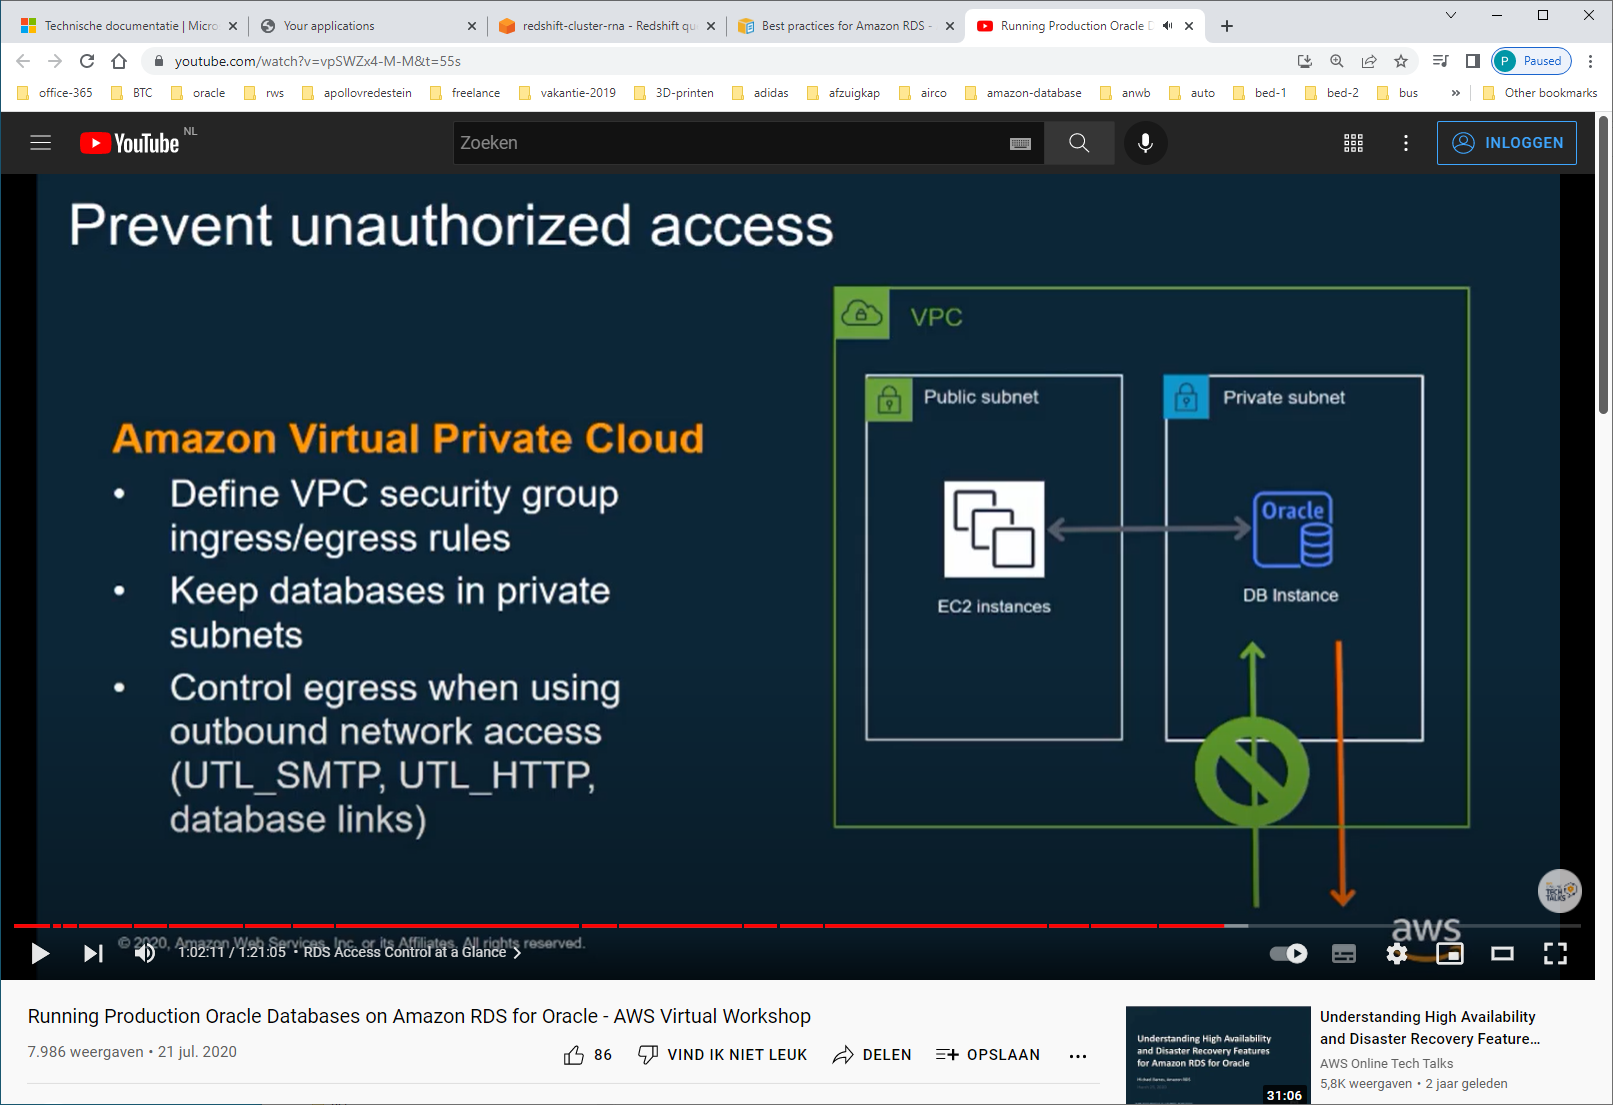 Technische documentatie | Micro
Your applications
redshift-cluster-rna - Redshift qu
Best practices for Amazon RDS -
Running Production Oracle D
youtube.com/watch?v=vpSWZx4-M-M&t=55s
P Paused
office-365
BTC
oracle
rws
apollovredestein
freelance
vakantie-2019
3D-printen
adidas
afzuigkap
airco
amazon-database
anwb
auto
bed-1
bed-2
bus
»
Other bookmarks
YouTube NL
Zoeken
INLOGGEN
Prevent unauthorized access
VPC
Public subnet
Private subnet
Amazon Virtual Private Cloud
• Define VPC security group
ingress/egress rules
• Keep databases in private
subnets
• Control egress when using
outbound network access
(UTL_SMTP, UTL_HTTP,
database links)
Oracle
EC2 instances
DB Instance
TECH
TALKS
aws
© 2020, Amazon Web Services, Inc. or its Affiliates. All rights reserved.
1:02:11 / 1:21:05 • RDS Access Control at a Glance
Running Production Oracle Databases on Amazon RDS for Oracle - AWS Virtual Workshop
7.986 weergaven • 21 jul. 2020
86
VIND IK NIET LEUK
DELEN
OPSLAAN
Understanding High Availability
and Disaster Recovery Features
for Amazon RDS for Oracle
31:06
Understanding High Availability
and Disaster Recovery Feature...
AWS Online Tech Talks
5,8K weergaven • 2 jaar geleden